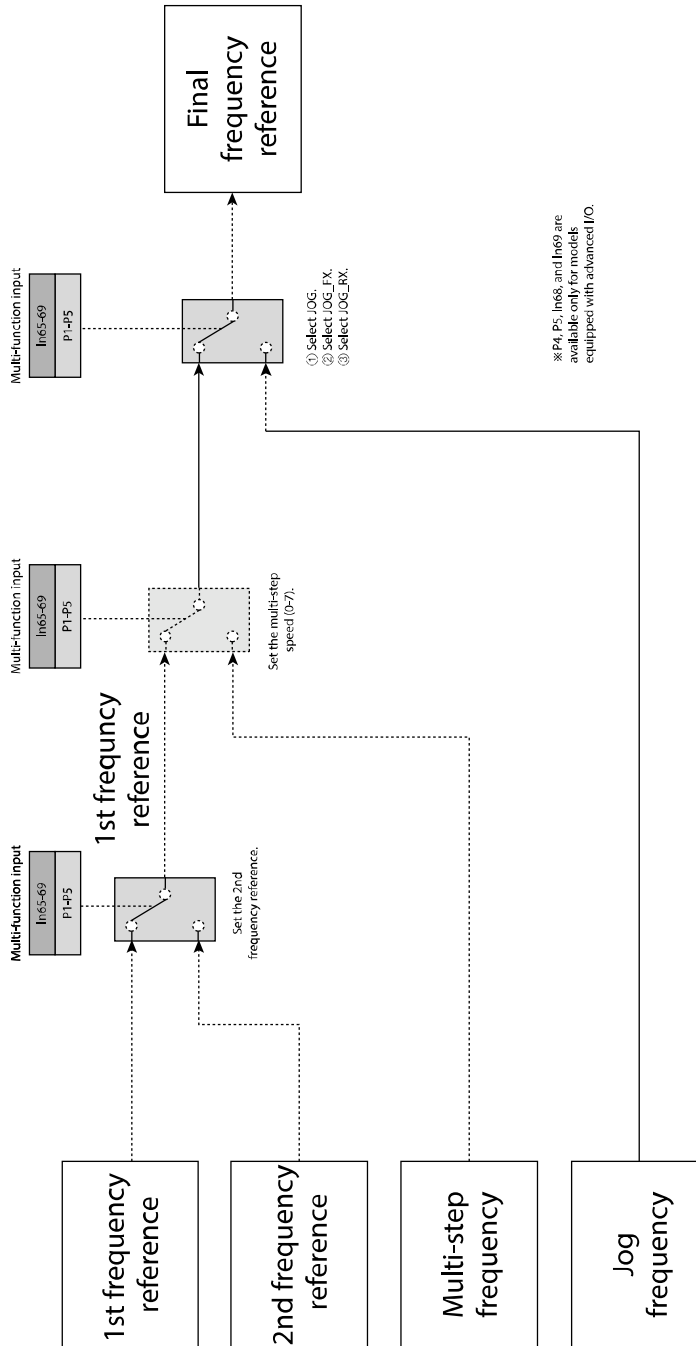 1st frequency
reference
2nd frequency
reference
Multi-step
frequency
Jog
frequency
Multi-function input
In65-69
P1-P5
Set the 2nd
frequency reference.
1st frequncy
reference
Multi-function input
In65-69
P1-P5
Set the multi-step
speed (0-7).
Multi-function input
In65-69
P1-P5
① Select JOG.
② Select JOG_FX.
③ Select JOG_RX.
Final
frequency
reference
※ P4, P5, In68, and In69 are
available only for models
equipped with advanced I/O.